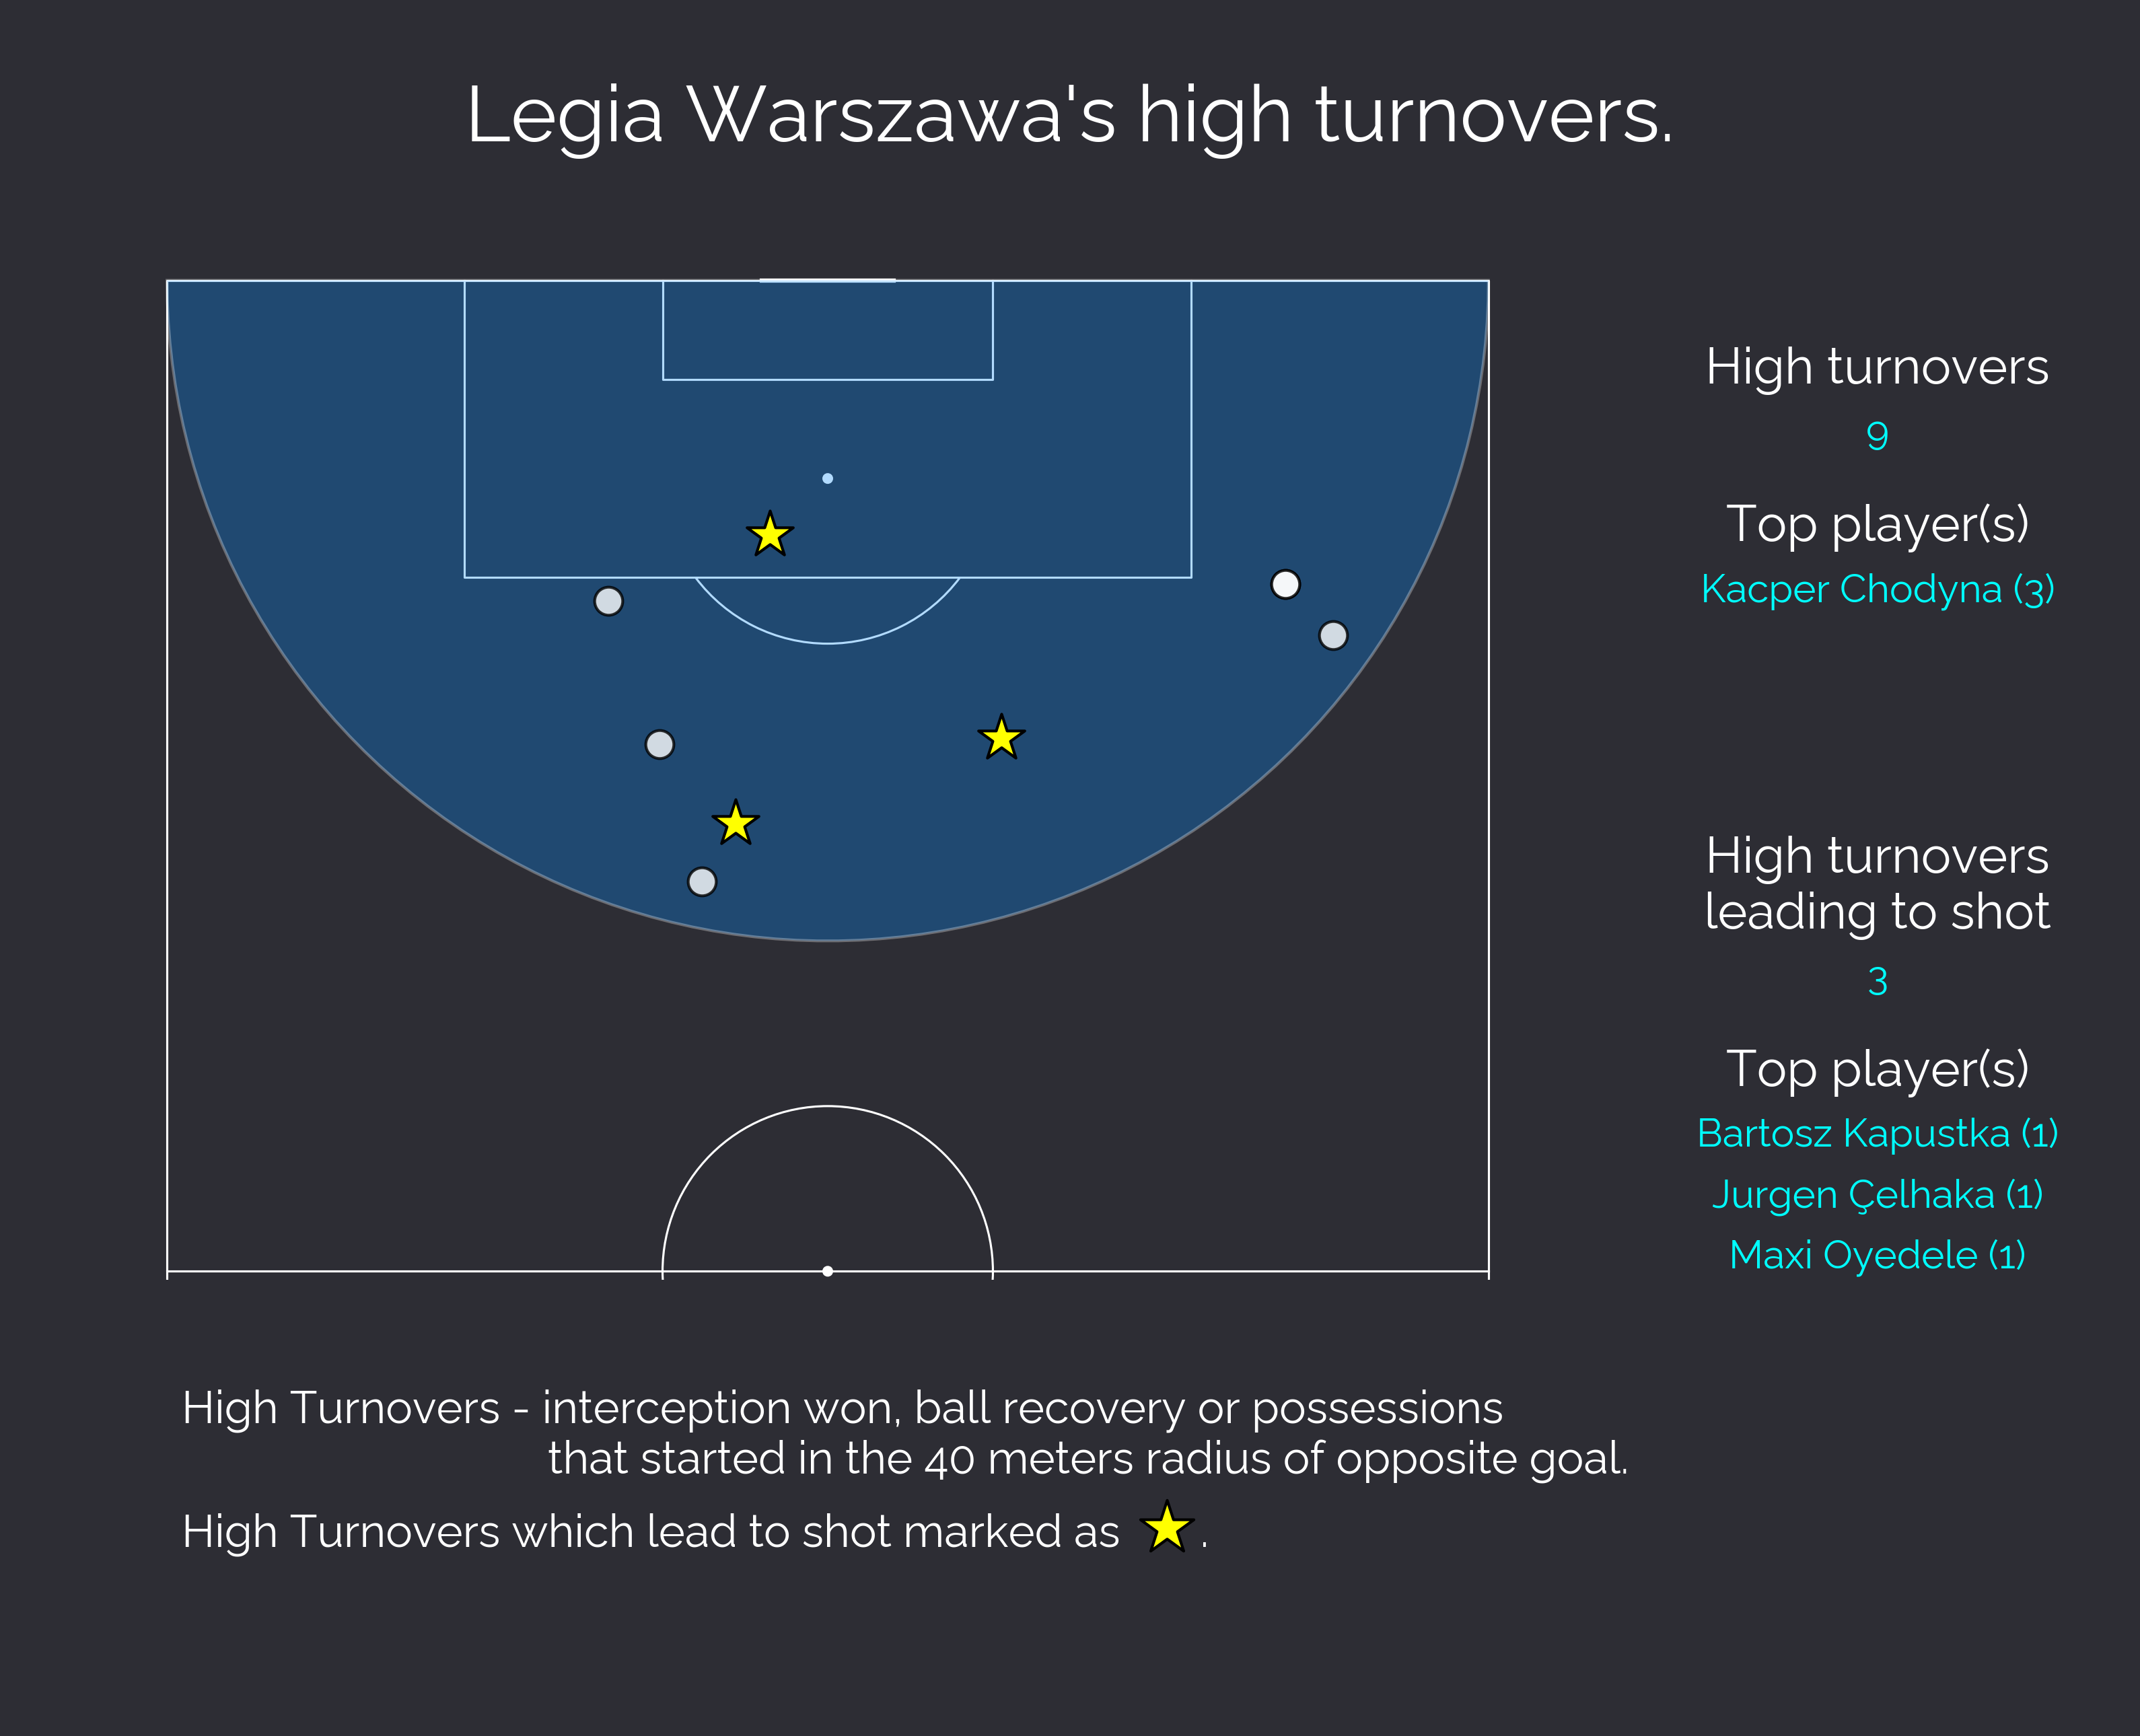 Legia Warszawa's high turnovers.
High turnovers
9
Top player(s)
Kacper Chodyna (3)
High turnovers
leading to shot
3
Top player(s)
Bartosz Kapustka (1)
Jurgen Çelhaka (1)
Maxi Oyedele (1)
High Turnovers - interception won, ball recovery or possessions
that started in the 40 meters radius of opposite goal.
High Turnovers which lead to shot marked as .